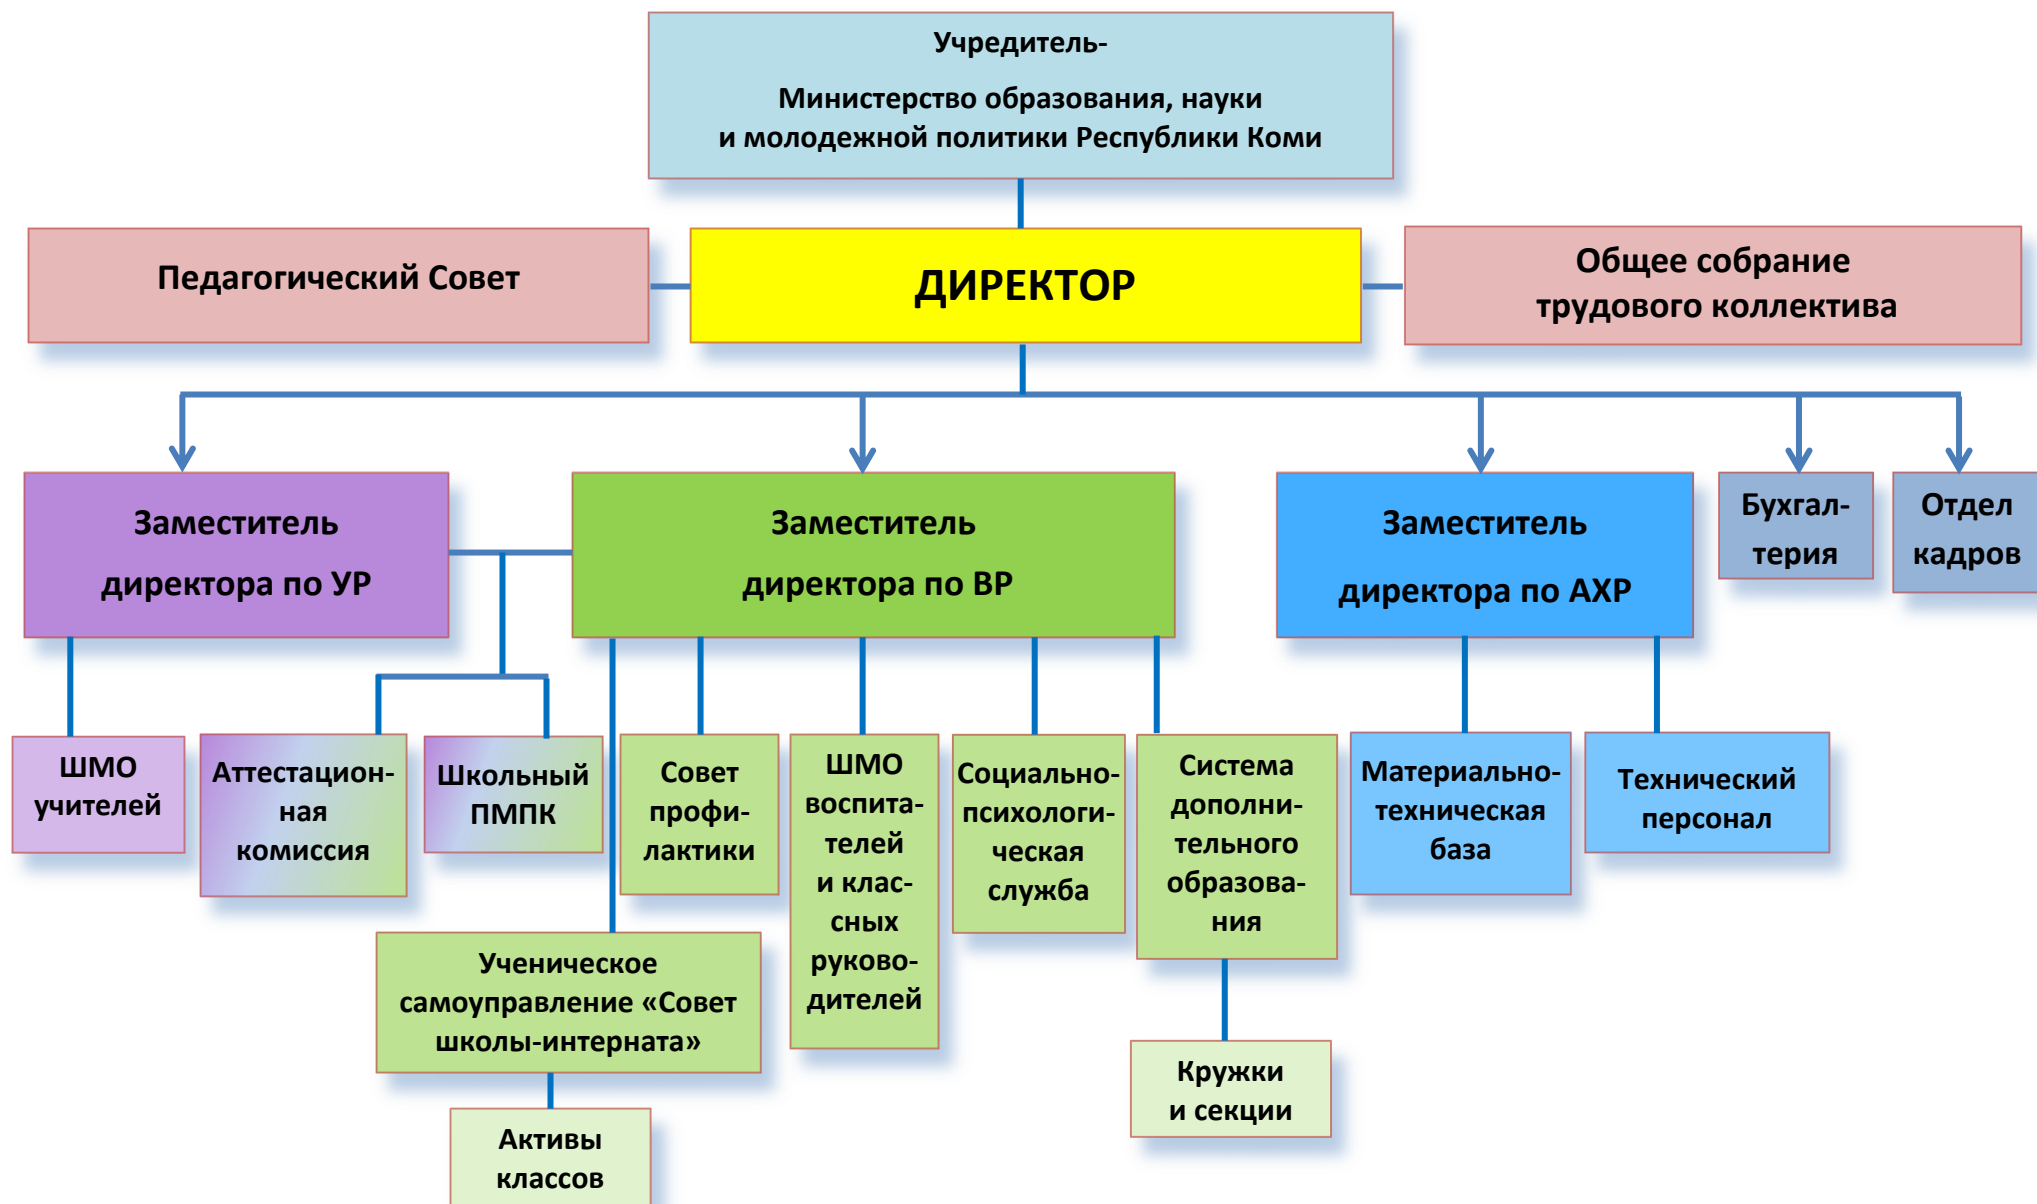 Учредитель-
Министерство образования, науки
и молодежной политики Республики Коми
Педагогический Совет
ДИРЕКТОР
Общее собрание
трудового коллектива
Заместитель
директора по УР
Заместитель
директора по ВР
Заместитель
директора по АХР
Бухгал-
терия
Отдел
кадров
ШМО
учителей
Аттестацион-
ная
комиссия
Школьный
ПМПК
Совет
профи-
лактики
ШМО
воспита-
телей
и клас-
сных
руково-
дителей
Социально-
психологи-
ческая
служба
Система
дополни-
тельного
образова-
ния
Материально-
техническая
база
Технический
персонал
Ученическое
самоуправление «Совет
школы-интерната»
Кружки
и секции
Активы
классов